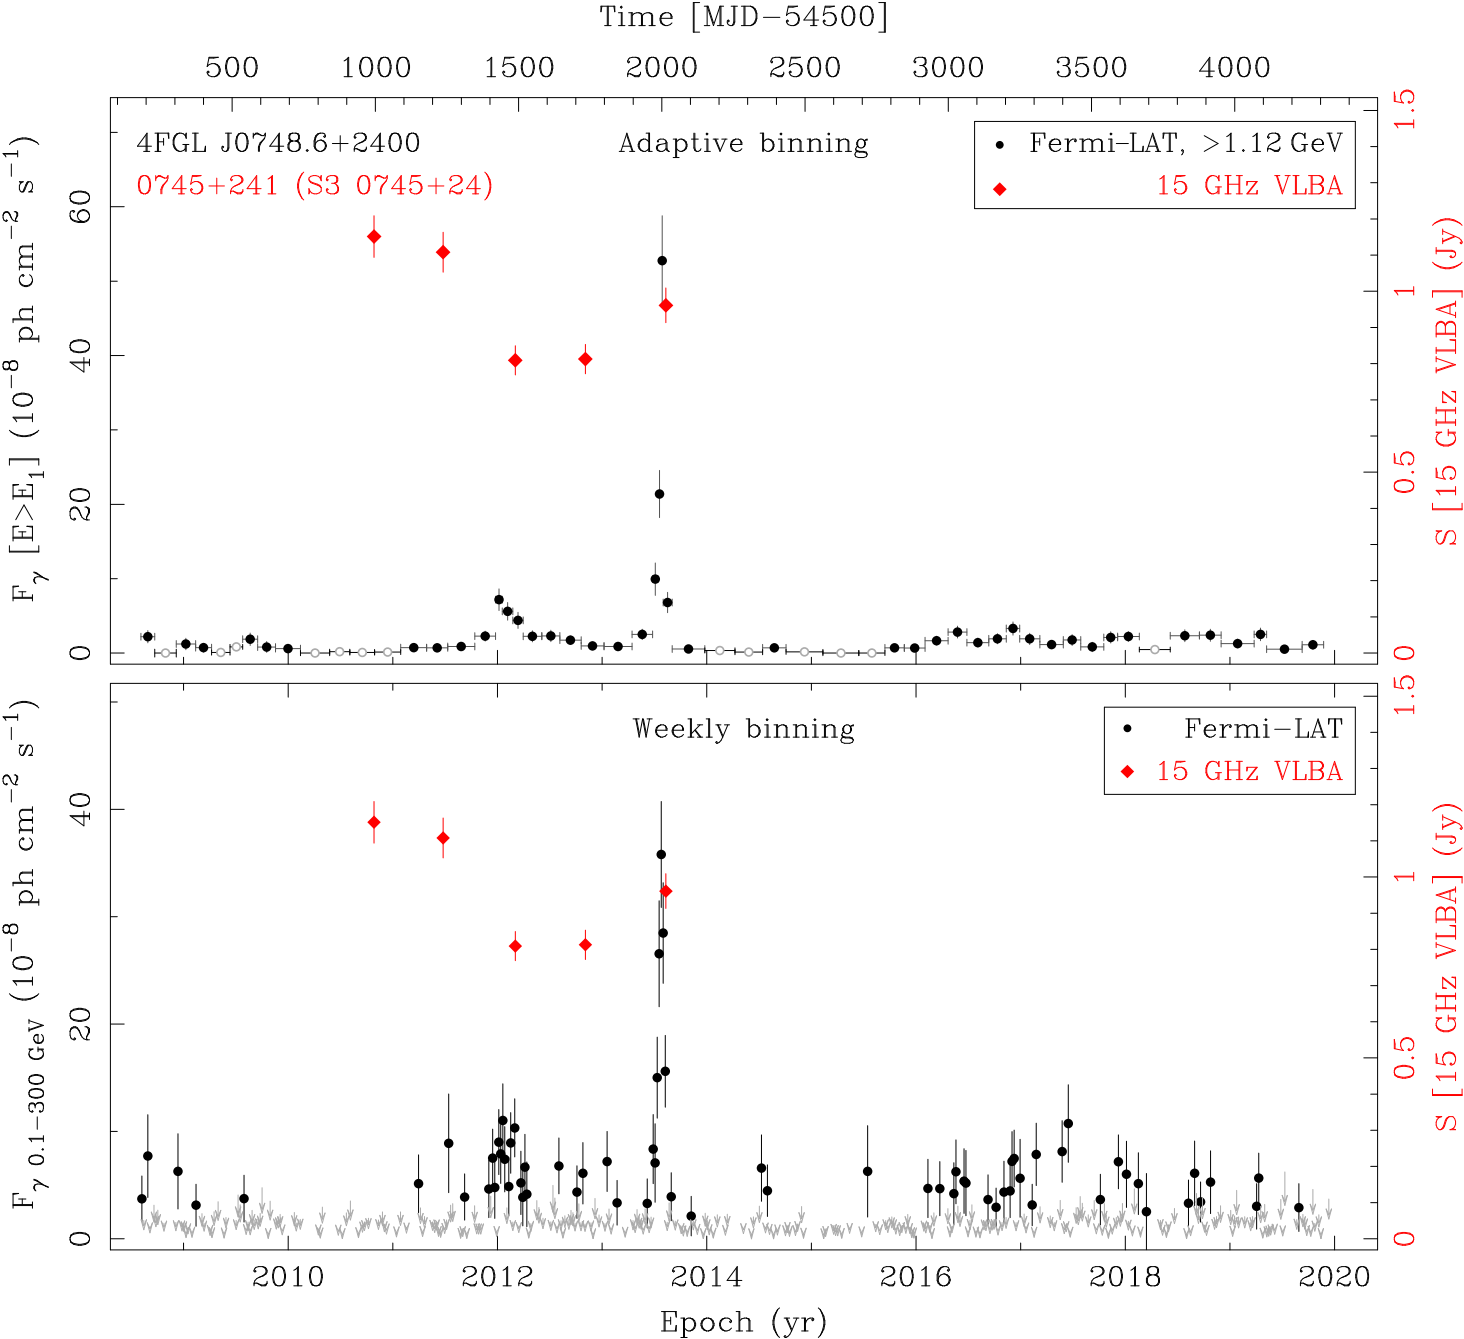 Time [MJD−54500]
500 1000 1500 2000 2500 3000 3500 4000
4FGL J0748.6+2400
0745+241 (S3 0745+24)
Adaptive binning
Fermi−LAT, >1.12 GeV
15 GHz VLBA
F_γ [E>E_1] (10^−8 ph cm^−2 s^−1)
60
40
20
0
S [15 GHz VLBA] (Jy)
1.5
1
0.5
0
Weekly binning
Fermi−LAT
15 GHz VLBA
F_γ 0.1−300 GeV (10^−8 ph cm^−2 s^−1)
40
20
0
S [15 GHz VLBA] (Jy)
1.5
1
0.5
0
2010 2012 2014 2016 2018 2020
Epoch (yr)